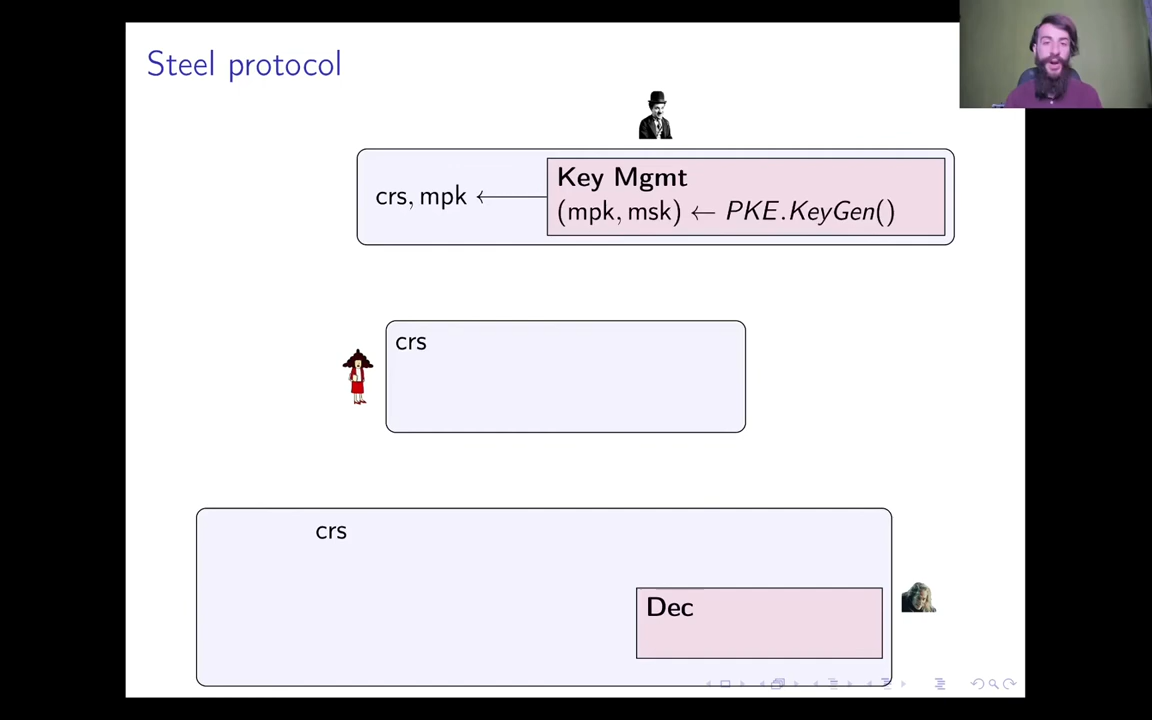 Steel protocol
Key Mgmt
crs, mpk ←
(mpk, msk) ← PKE.KeyGen()
crs
crs
Dec